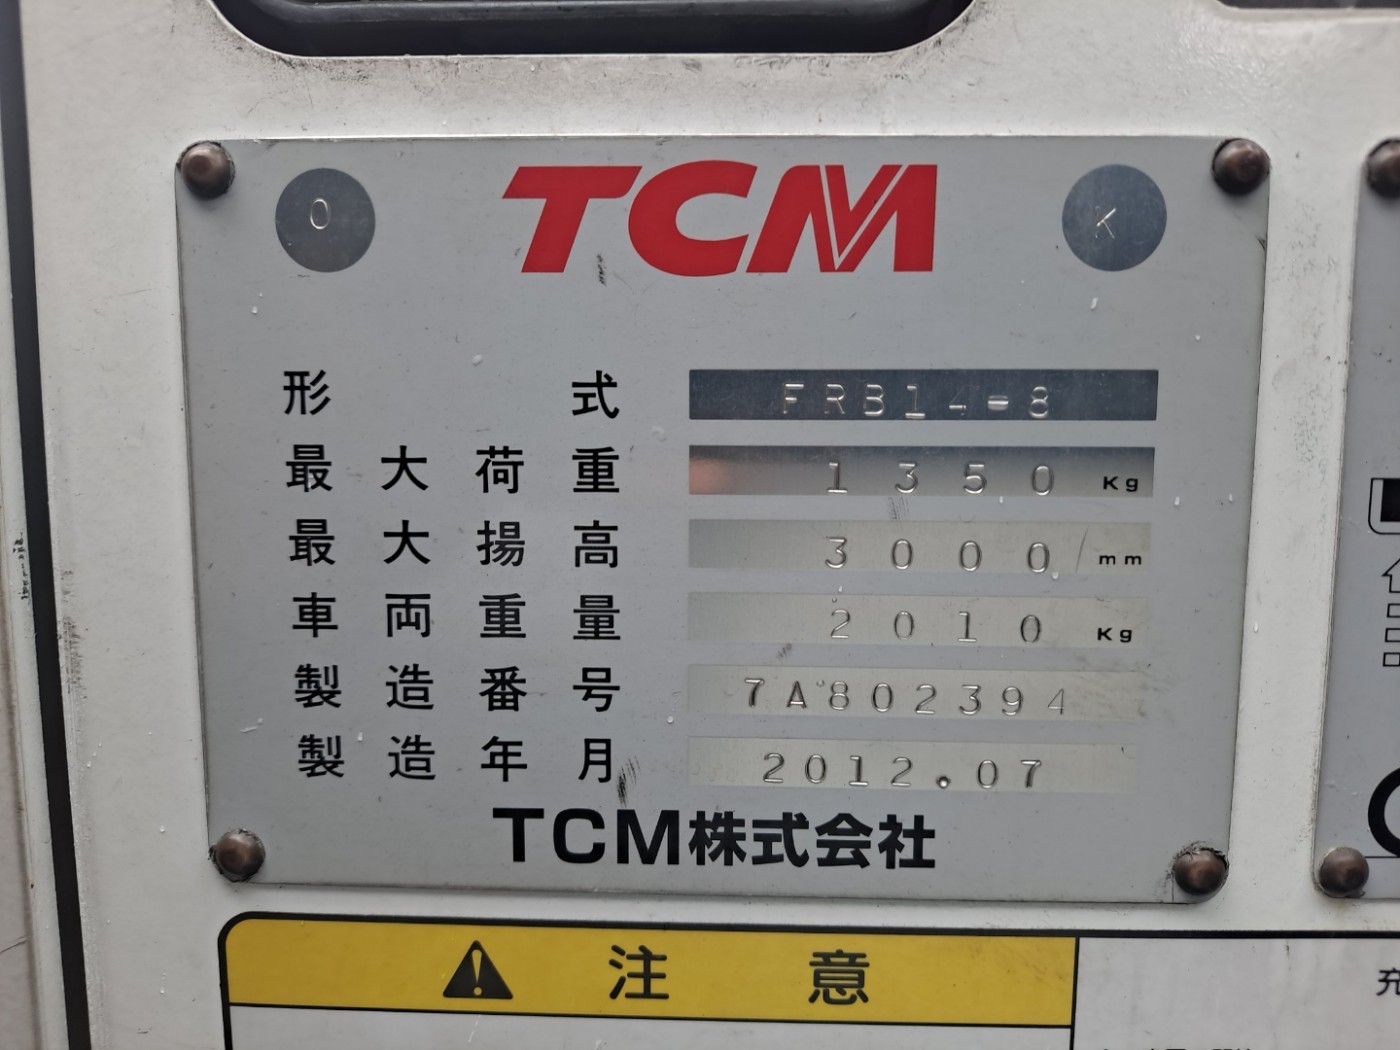 O TCM K
形式 FRB14-8
最大荷重 1350 Kg
最大揚高 3000 mm
車両重量 2010 Kg
製造番号 7A802394
製造年月 2012.07
TCM株式会社
注意
充